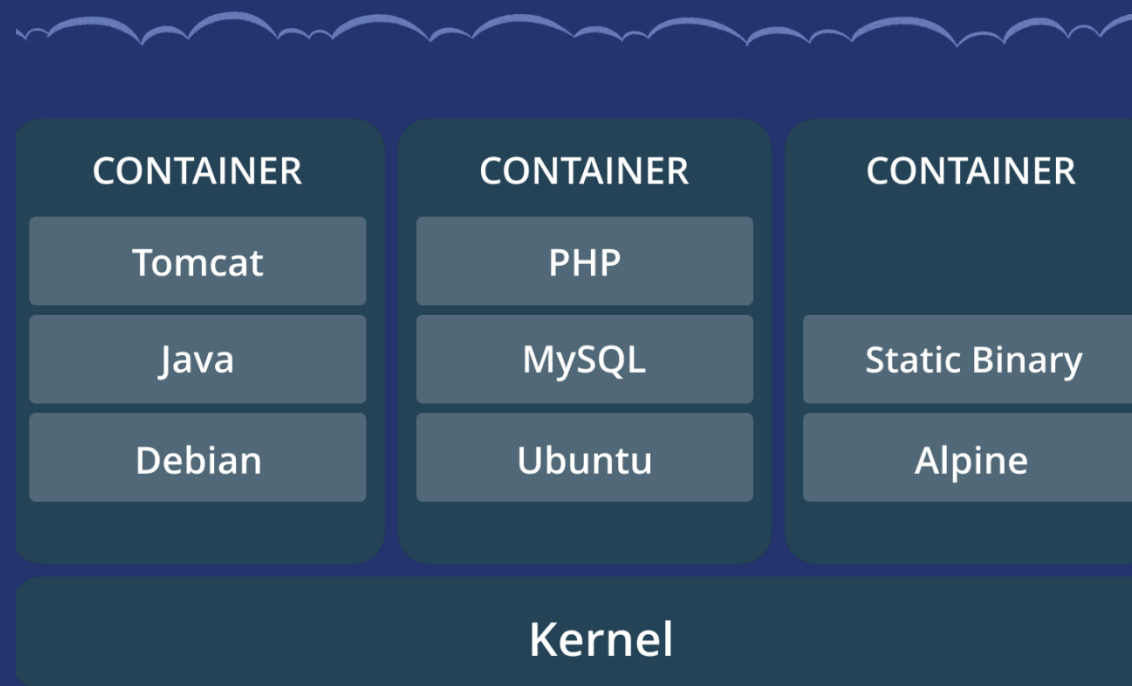 CONTAINER
Tomcat
Java
Debian
CONTAINER
PHP
MySQL
Ubuntu
CONTAINER
Static Binary
Alpine
Kernel